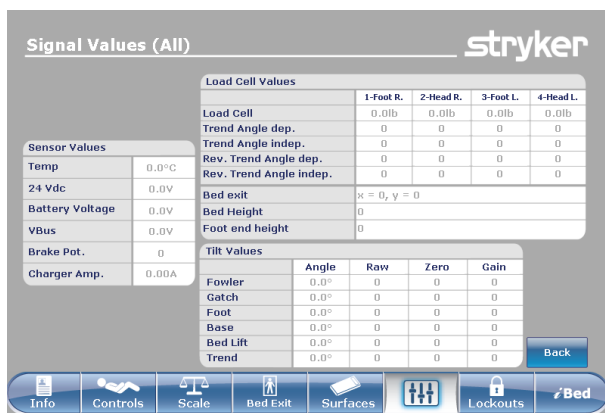 Signal Values (All)
stryker
Load Cell Values
1-Foot R. 2-Head R. 3-Foot L. 4-Head L.
Load Cell 0.0lb 0.0lb 0.0lb 0.0lb
Trend Angle dep. 0 0 0 0
Trend Angle indep. 0 0 0 0
Rev. Trend Angle dep. 0 0 0 0
Rev. Trend Angle indep. 0 0 0 0
Bed exit x = 0, y = 0
Bed Height 0
Foot end height 0
Sensor Values
Temp 0.0°C
24 Vdc 0.0V
Battery Voltage 0.0V
VBus 0.0V
Brake Pot. 0
Charger Amp. 0.00A
Tilt Values
Angle Raw Zero Gain
Fowler 0.0° 0 0 0
Gatch 0.0° 0 0 0
Foot 0.0° 0 0 0
Base 0.0° 0 0 0
Bed Lift 0.0° 0 0 0
Trend 0.0° 0 0 0
Back
Info Controls Scale Bed Exit Surfaces Lockouts iBed